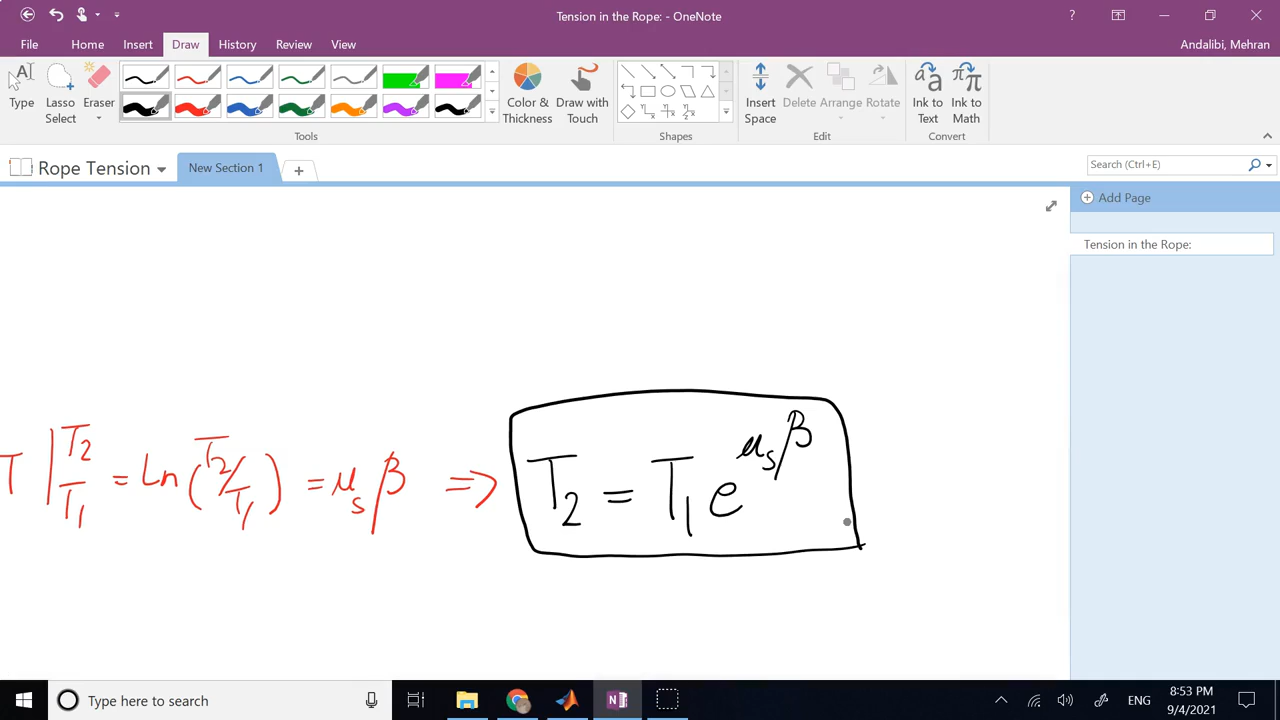 Tension in the Rope: - OneNote
?
File Home Insert Draw History Review View Andalibi, Mehran
Type
Lasso Select
Eraser
Color & Thickness
Draw with Touch
Insert Space
Delete
Arrange
Rotate
Ink to Text
Ink to Math
Tools
Shapes
Edit
Convert
Rope Tension
New Section 1
+
Search (Ctrl+E)
Add Page
Tension in the Rope:
T |_{T₁}^{T₂} = Ln(T₂/T₁) = μₛβ ⇒ T₂ = T₁e^{μₛβ}
Type here to search
N
ENG
8:53 PM
9/4/2021